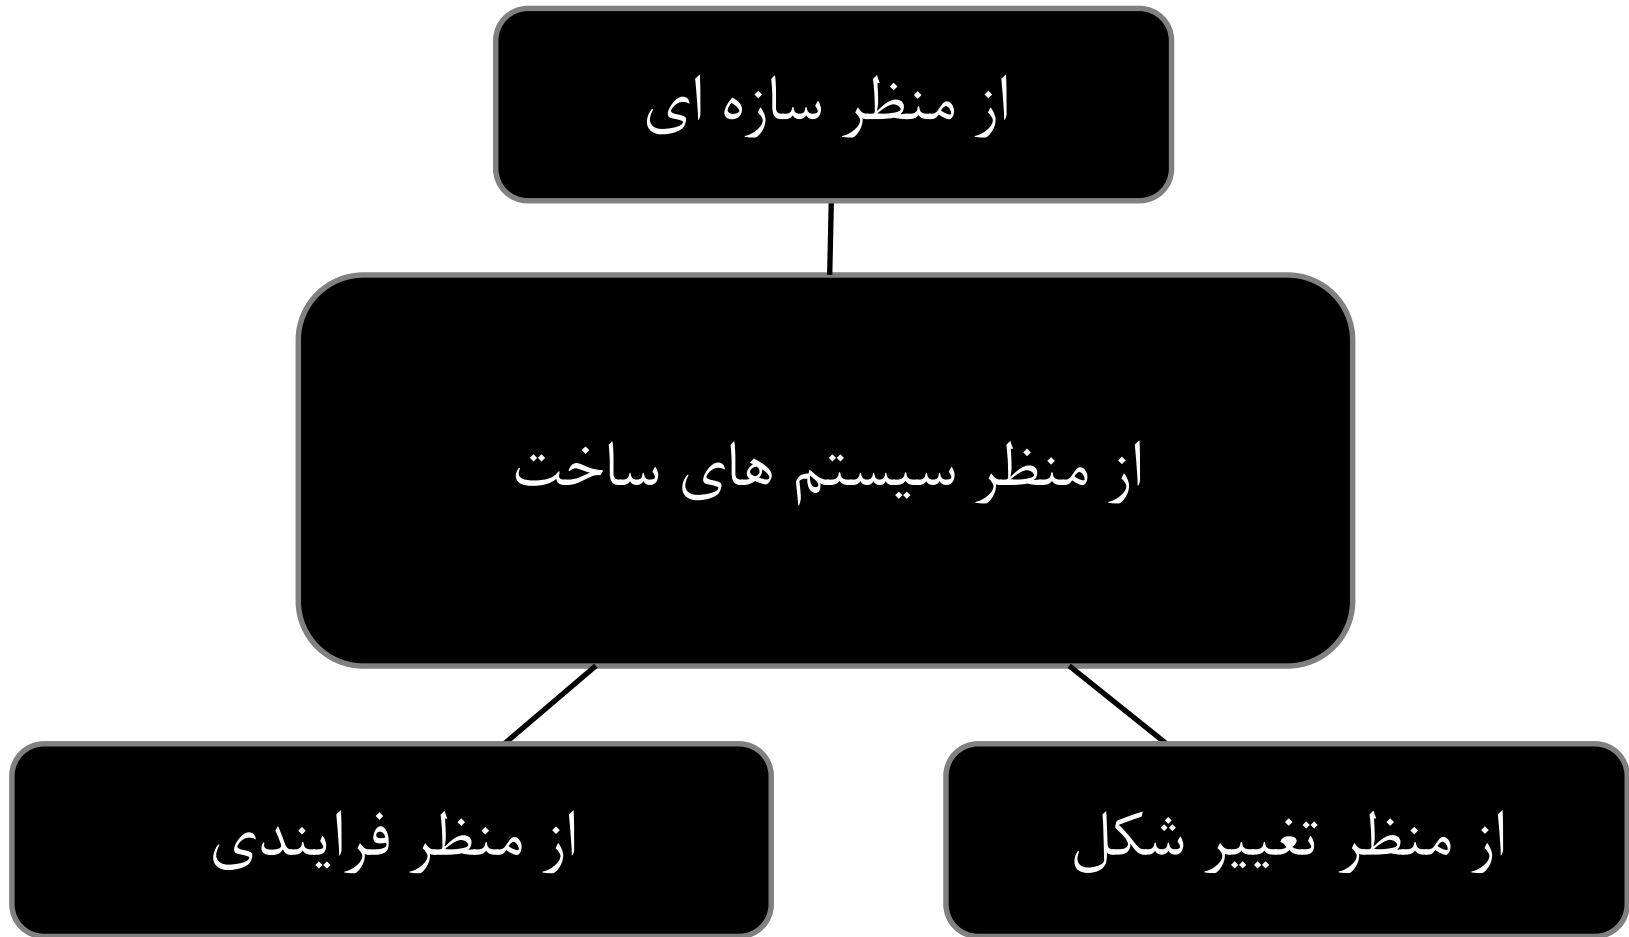 از منظر سازه ای
از منظر سیستم های ساخت
از منظر تغییر شکل
از منظر فرایندی